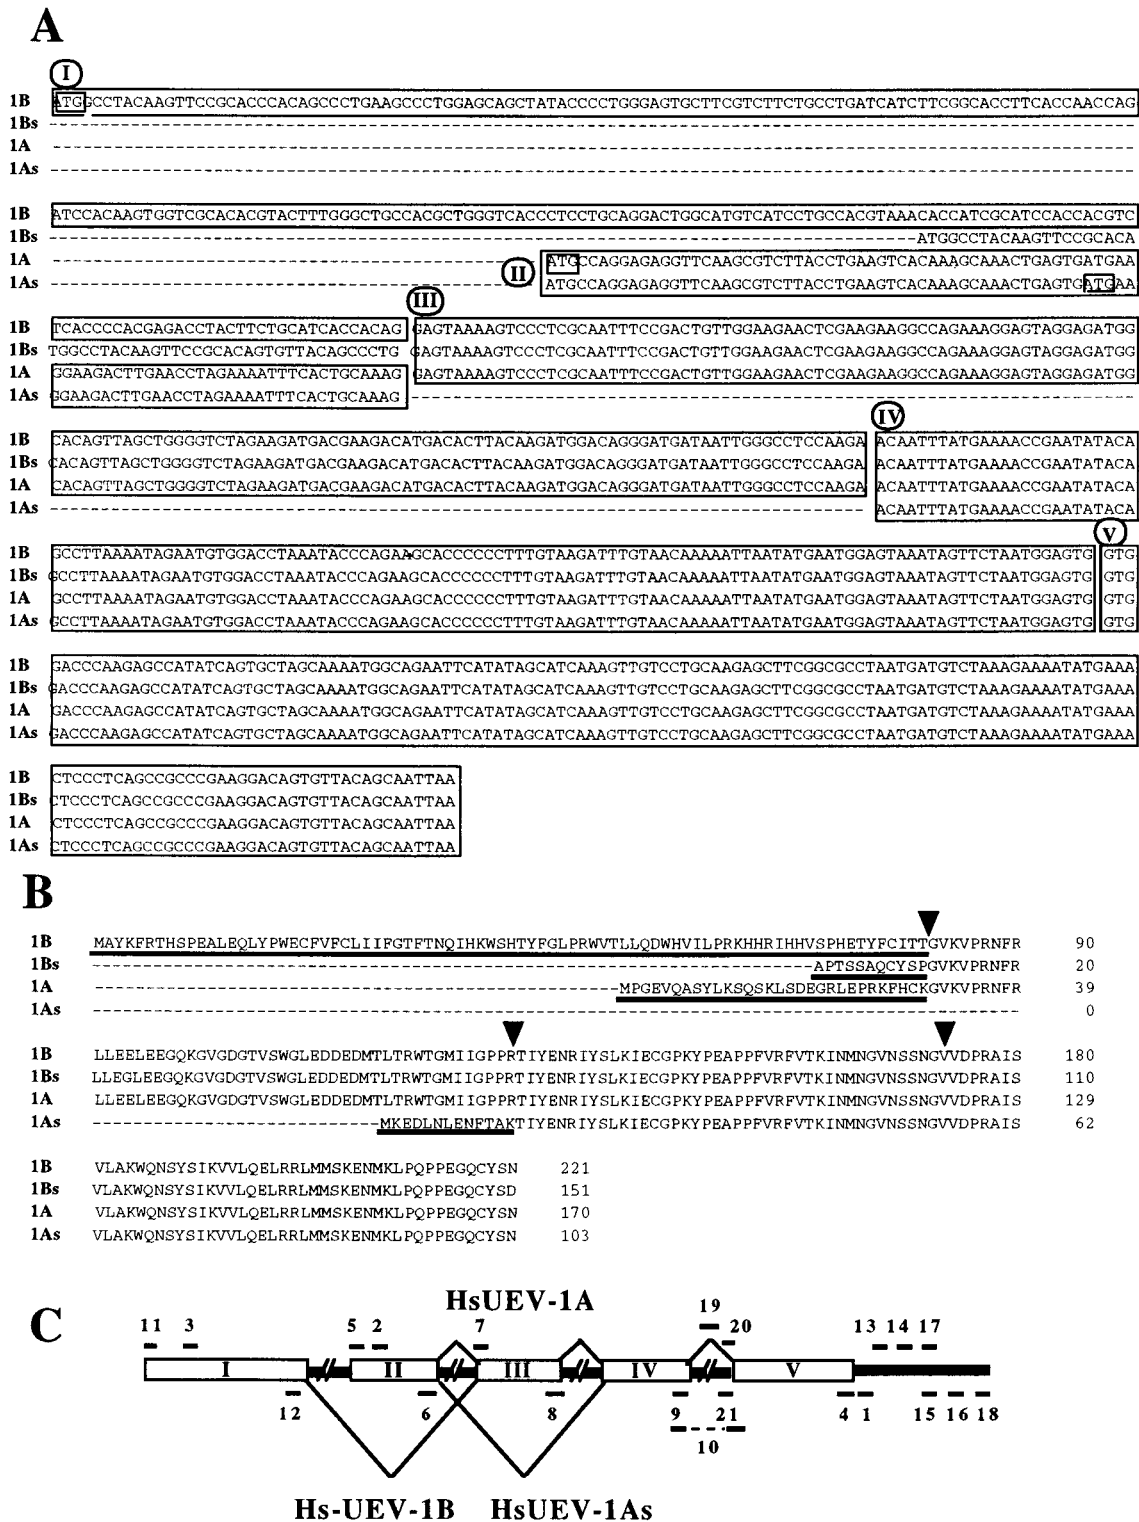 A
I
1B ATGGCCTACAAGTTCCGCACCCACAGCCCTGAAGCCCTGGAGCAGCTATACCCCTGGGAGTGCTTCGTCTTCTGCCTGATCATCTTCGGCACCTTCACCAACCAG
1Bs
1A
1As
1B ATCCACAAGTGGTCGCACACGTACTTTGGGCTGCCACGCTGGGTCACCCTCCTGCAGGACTGGCATGTCATCCTGCCACGTAAACACCATCGCATCCACCACGTC
1Bs ATGGCCTACAAGTTCCGCACA
1A ATGCCAGGAGAGGTTCAAGCGTCTTACCTGAAGTCACAAAGCAAACTGAGTGATGAA
II
1As ATGCCAGGAGAGGTTCAAGCGTCTTACCTGAAGTCACAAAGCAAACTGAGTGATGAA
III
1B TCACCCCACGAGACCTACTTCTGCATCACCACAG GAGTAAAAGTCCCTCGCAATTTCCGACTGTTGGAAGAACTCGAAGAAGGCCAGAAAGGAGTAGGAGATGG
1Bs TGGCCTACAAGTTCCGCACAGTGTTACAGCCCTG GAGTAAAAGTCCCTCGCAATTTCCGACTGTTGGAAGAACTCGAAGAAGGCCAGAAAGGAGTAGGAGATGG
1A GGAAGACTTGAACCTAGAAAATTTCACTGCAAAG GAGTAAAAGTCCCTCGCAATTTCCGACTGTTGGAAGAACTCGAAGAAGGCCAGAAAGGAGTAGGAGATGG
1As GGAAGACTTGAACCTAGAAAATTTCACTGCAAAG
IV
1B CACAGTTAGCTGGGGTCTAGAAGATGACGAAGACATGACACTTACAAGATGGACAGGGATGATAATTGGGCCTCCAAGA ACAATTTATGAAAACCGAATATACA
1Bs CACAGTTAGCTGGGGTCTAGAAGATGACGAAGACATGACACTTACAAGATGGACAGGGATGATAATTGGGCCTCCAAGA ACAATTTATGAAAACCGAATATACA
1A CACAGTTAGCTGGGGTCTAGAAGATGACGAAGACATGACACTTACAAGATGGACAGGGATGATAATTGGGCCTCCAAGA ACAATTTATGAAAACCGAATATACA
1As ACAATTTATGAAAACCGAATATACA
V
1B GCCTTAAAATAGAATGTGGACCTAAATACCCAGAAGCACCCCCCTTTGTAAGATTTGTAACAAAAATTAATATGAATGGAGTAAATAGTTCTAATGGAGTG GTG
1Bs GCCTTAAAATAGAATGTGGACCTAAATACCCAGAAGCACCCCCCTTTGTAAGATTTGTAACAAAAATTAATATGAATGGAGTAAATAGTTCTAATGGAGTG GTG
1A GCCTTAAAATAGAATGTGGACCTAAATACCCAGAAGCACCCCCCTTTGTAAGATTTGTAACAAAAATTAATATGAATGGAGTAAATAGTTCTAATGGAGTG GTG
1As GCCTTAAAATAGAATGTGGACCTAAATACCCAGAAGCACCCCCCTTTGTAAGATTTGTAACAAAAATTAATATGAATGGAGTAAATAGTTCTAATGGAGTG GTG
1B GACCCAAGAGCCATATCAGTGCTAGCAAAATGGCAGAATTCATATAGCATCAAAGTTGTCCTGCAAGAGCTTCGGCGCCTAATGATGTCTAAAGAAAATATGAAA
1Bs GACCCAAGAGCCATATCAGTGCTAGCAAAATGGCAGAATTCATATAGCATCAAAGTTGTCCTGCAAGAGCTTCGGCGCCTAATGATGTCTAAAGAAAATATGAAA
1A GACCCAAGAGCCATATCAGTGCTAGCAAAATGGCAGAATTCATATAGCATCAAAGTTGTCCTGCAAGAGCTTCGGCGCCTAATGATGTCTAAAGAAAATATGAAA
1As GACCCAAGAGCCATATCAGTGCTAGCAAAATGGCAGAATTCATATAGCATCAAAGTTGTCCTGCAAGAGCTTCGGCGCCTAATGATGTCTAAAGAAAATATGAAA
1B CTCCCTCAGCCGCCCGAAGGACAGTGTTACAGCAATTAA
1Bs CTCCCTCAGCCGCCCGAAGGACAGTGTTACAGCAATTAA
1A CTCCCTCAGCCGCCCGAAGGACAGTGTTACAGCAATTAA
1As CTCCCTCAGCCGCCCGAAGGACAGTGTTACAGCAATTAA
B
1B MAYKFRTHSPEALEQLYPWECFVFCLIIFGTFTNQIHKWSHTYFGLPRWVTLLQDWHVILPRKHHRIHHVSPHETYFCITTGVKVPRNFR 90
1Bs APTSSAQCYSPGVKVPRNFR 20
1A MPGEVQASYLKSQSKLSDEGRLEPRKFHCKGVKVPRNFR 39
1As 0
1B LLEELEEGQKGVGDGTVSWGLEDDEDMTLTRWTGMIIGPPRTIYENRIYSLKIECGPKYPEAPPFVRFVTKINMNGVNSSNGVVDPRAIS 180
1Bs LLEGLEEGQKGVGDGTVSWGLEDDEDMTLTRWTGMIIGPPRTIYENRIYSLKIECGPKYPEAPPFVRFVTKINMNGVNSSNGVVDPRAIS 110
1A LLEELEEGQKGVGDGTVSWGLEDDEDMTLTRWTGMIIGPPRTIYENRIYSLKIECGPKYPEAPPFVRFVTKINMNGVNSSNGVVDPRAIS 129
1As MKEDLNLENFTAKTIYENRIYSLKIECGPKYPEAPPFVRFVTKINMNGVNSSNGVVDPRAIS 62
1B VLAKWQNSYSIKVVLQELRRLMMSKENMKLPQPPEGQCYSN 221
1Bs VLAKWQNSYSIKVVLQELRRLMMSKENMKLPQPPEGQCYSD 151
1A VLAKWQNSYSIKVVLQELRRLMMSKENMKLPQPPEGQCYSN 170
1As VLAKWQNSYSIKVVLQELRRLMMSKENMKLPQPPEGQCYSN 103
C
HsUEV-1A
11 3 5 2 7 19 20 13 14 17
I II III IV V
12 6 8 9 21 4 1 15 16 18
10
Hs-UEV-1B HsUEV-1As